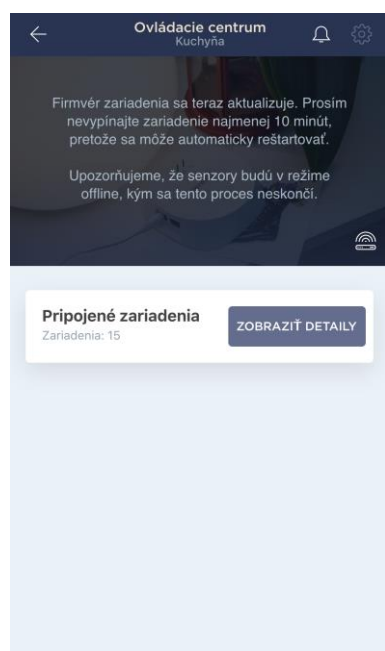 Ovládacie centrum
Kuchyňa
Firmvér zariadenia sa teraz aktualizuje. Prosím
nevypínajte zariadenie najmenej 10 minút,
pretože sa môže automaticky reštartovať.
Upozorňujeme, že senzory budú v režime
offline, kým sa tento proces neskončí.
Pripojené zariadenia
Zariadenia: 15
ZOBRAZIŤ DETAILY